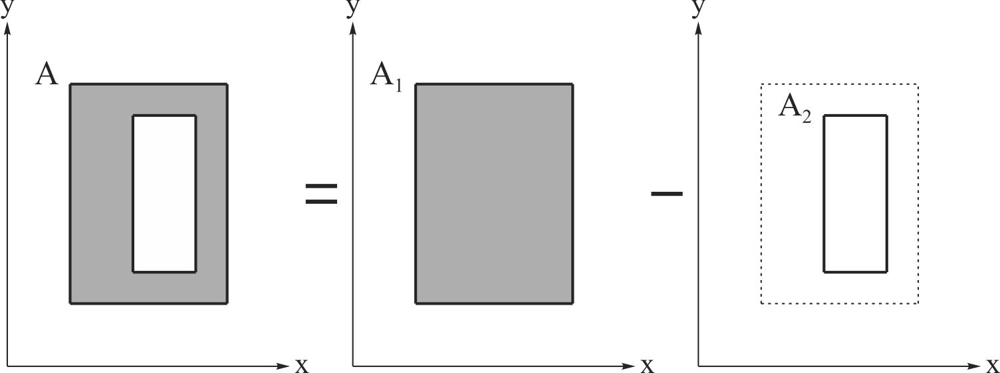 y y y
A A₁ A₂
= −
x x x